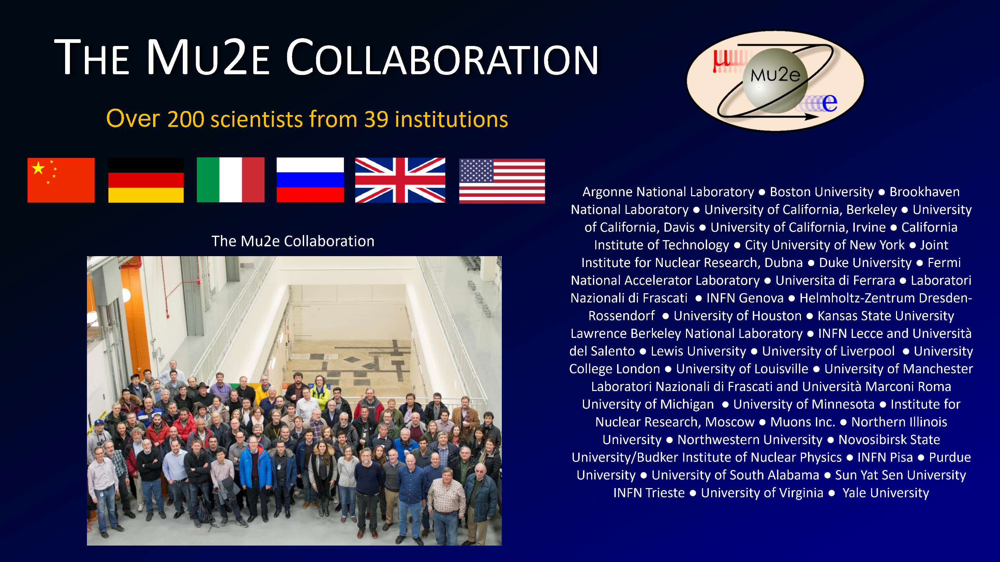 The Mu2e Collaboration
μ
Mu2e
e
Over 200 scientists from 39 institutions
The Mu2e Collaboration
Argonne National Laboratory ● Boston University ● Brookhaven
National Laboratory ● University of California, Berkeley ● University
of California, Davis ● University of California, Irvine ● California
Institute of Technology ● City University of New York ● Joint
Institute for Nuclear Research, Dubna ● Duke University ● Fermi
National Accelerator Laboratory ● Universita di Ferrara ● Laboratori
Nazionali di Frascati ● INFN Genova ● Helmholtz-Zentrum Dresden-
Rossendorf ● University of Houston ● Kansas State University
Lawrence Berkeley National Laboratory ● INFN Lecce and Università
del Salento ● Lewis University ● University of Liverpool ● University
College London ● University of Louisville ● University of Manchester
Laboratori Nazionali di Frascati and Università Marconi Roma
University of Michigan ● University of Minnesota ● Institute for
Nuclear Research, Moscow ● Muons Inc. ● Northern Illinois
University ● Northwestern University ● Novosibirsk State
University/Budker Institute of Nuclear Physics ● INFN Pisa ● Purdue
University ● University of South Alabama ● Sun Yat Sen University
INFN Trieste ● University of Virginia ● Yale University